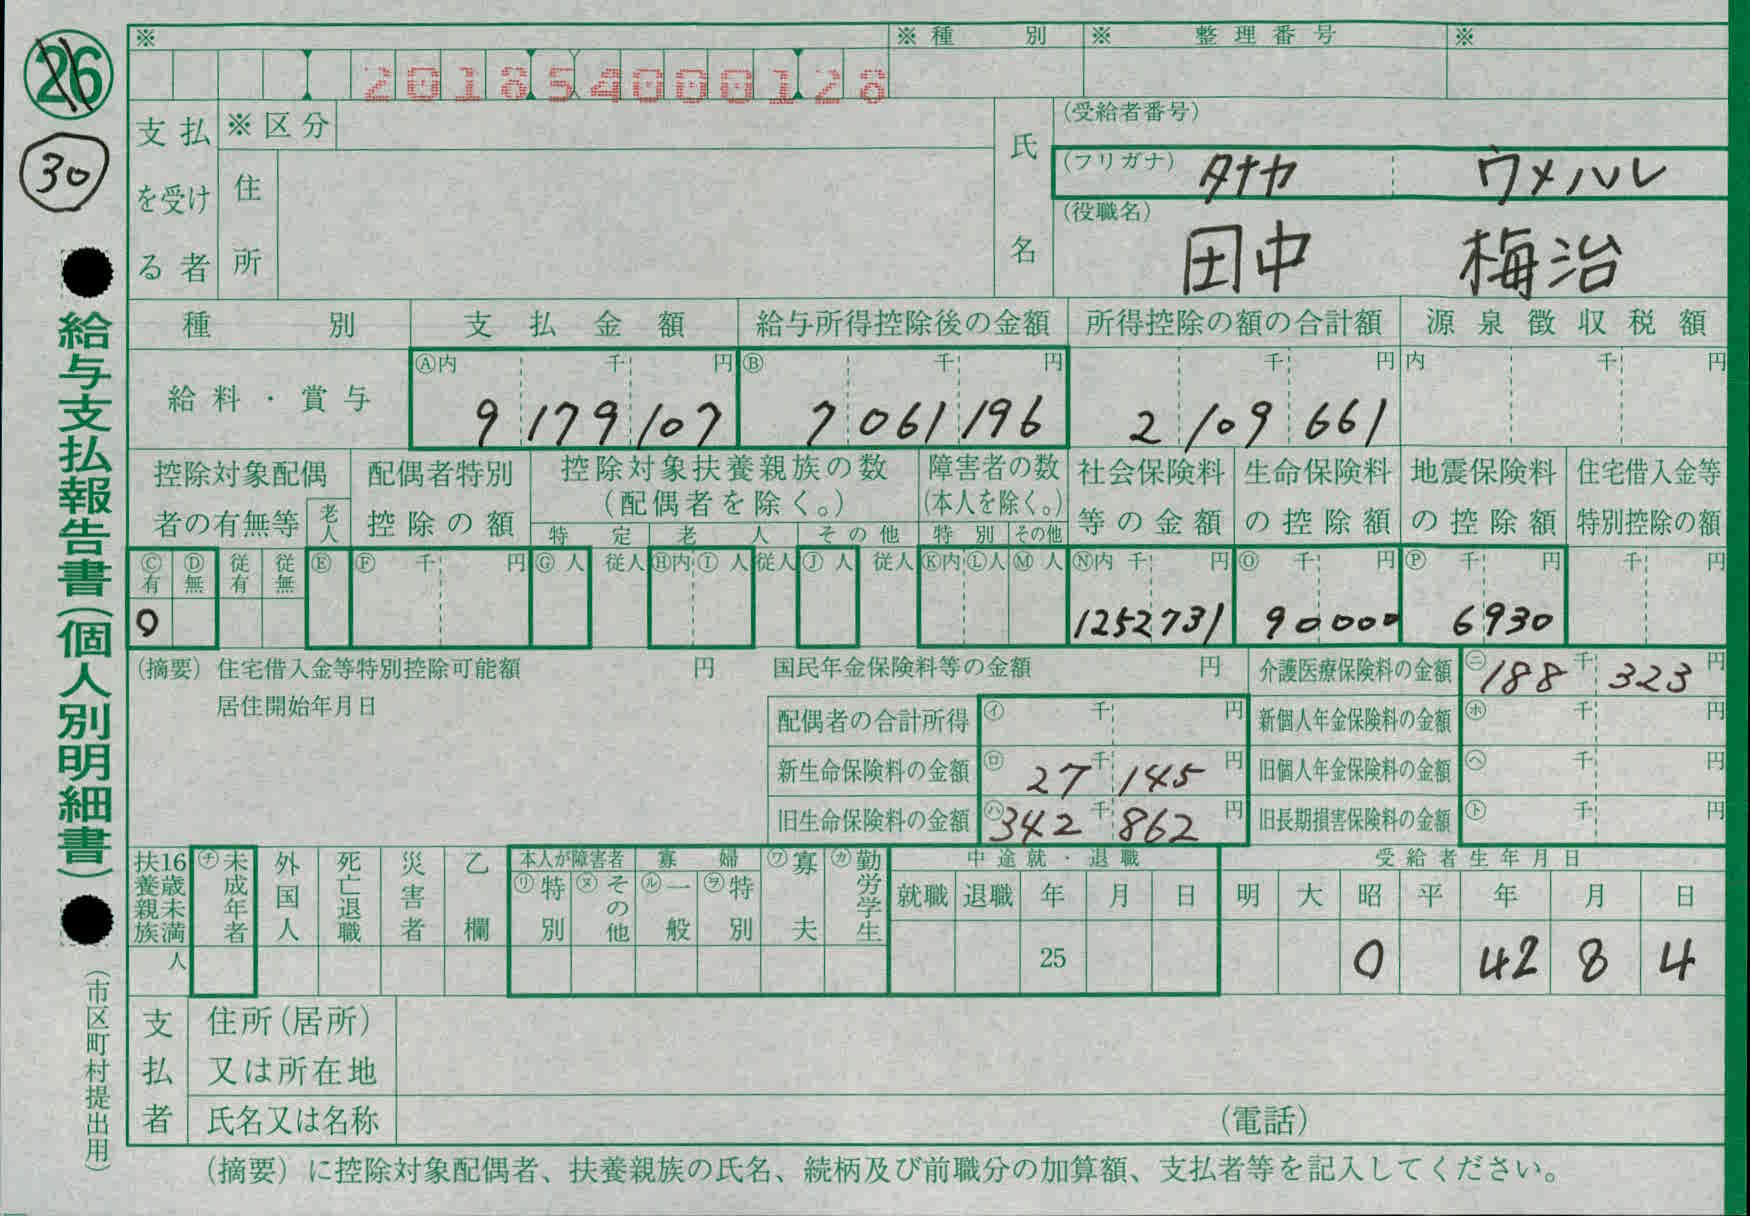 26
30
給与支払報告書(個人別明細書)
(市区町村提出用)
※ ※種別 ※ 整理番号 ※
201854000128
支払を受ける者 ※区分
住所
氏名
(受給者番号)
(フリガナ) タナカ ウメハル
(役職名)
田中 梅治
種別 支払金額 給与所得控除後の金額 所得控除の額の合計額 源泉徴収税額
給料・賞与 Ⓐ内 千 円 9 179 107 Ⓑ 千 円 7 061 196 千 円 2 109 661 内 千 円
控除対象配偶者の有無等 老人 配偶者特別控除の額 控除対象扶養親族の数(配偶者を除く。) 特定 老人 その他 障害者の数(本人を除く。) 特別 その他 社会保険料等の金額 生命保険料の控除額 地震保険料の控除額 住宅借入金等特別控除の額
Ⓒ有 Ⓓ無 従有 従無 Ⓔ Ⓕ 千 円 Ⓖ 人 従人 Ⓗ内 Ⓘ 人 従人 Ⓙ 人 従人 Ⓚ内 Ⓛ人 Ⓜ 人 Ⓝ内 千 円 Ⓞ 千 円 Ⓟ 千 円 千 円
0 1252731 90000 6930
(摘要) 住宅借入金等特別控除可能額 円 国民年金保険料等の金額 円 介護医療保険料の金額 ㊁ 188 千 323 円
居住開始年月日
配偶者の合計所得 ㋑ 千 円 新個人年金保険料の金額 ㋭ 千 円
新生命保険料の金額 ㋺ 27 千 145 円 旧個人年金保険料の金額 ㋬ 千 円
旧生命保険料の金額 ㋩ 342 千 862 円 旧長期損害保険料の金額 ㋣ 千 円
16歳未満扶養親族 ㋠未成年者 外国人 死亡退職 災害者 乙欄 本人が障害者 ㋷特別 ㋦その他 寡婦 ㋸一般 ㋾特別 ㋻寡夫 ㋕勤労学生 中途就・退職 受給者生年月日
就職 退職 年 月 日 明 大 昭 平 年 月 日
人 25 0 42 8 4
支払者 住所(居所)又は所在地
氏名又は名称 (電話)
(摘要)に控除対象配偶者、扶養親族の氏名、続柄及び前職分の加算額、支払者等を記入してください。